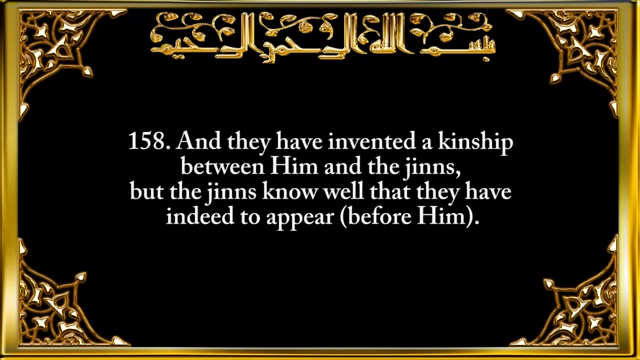 بسم الله الرحمن الرحيم
158. And they have invented a kinship
between Him and the jinns,
but the jinns know well that they have
indeed to appear (before Him).